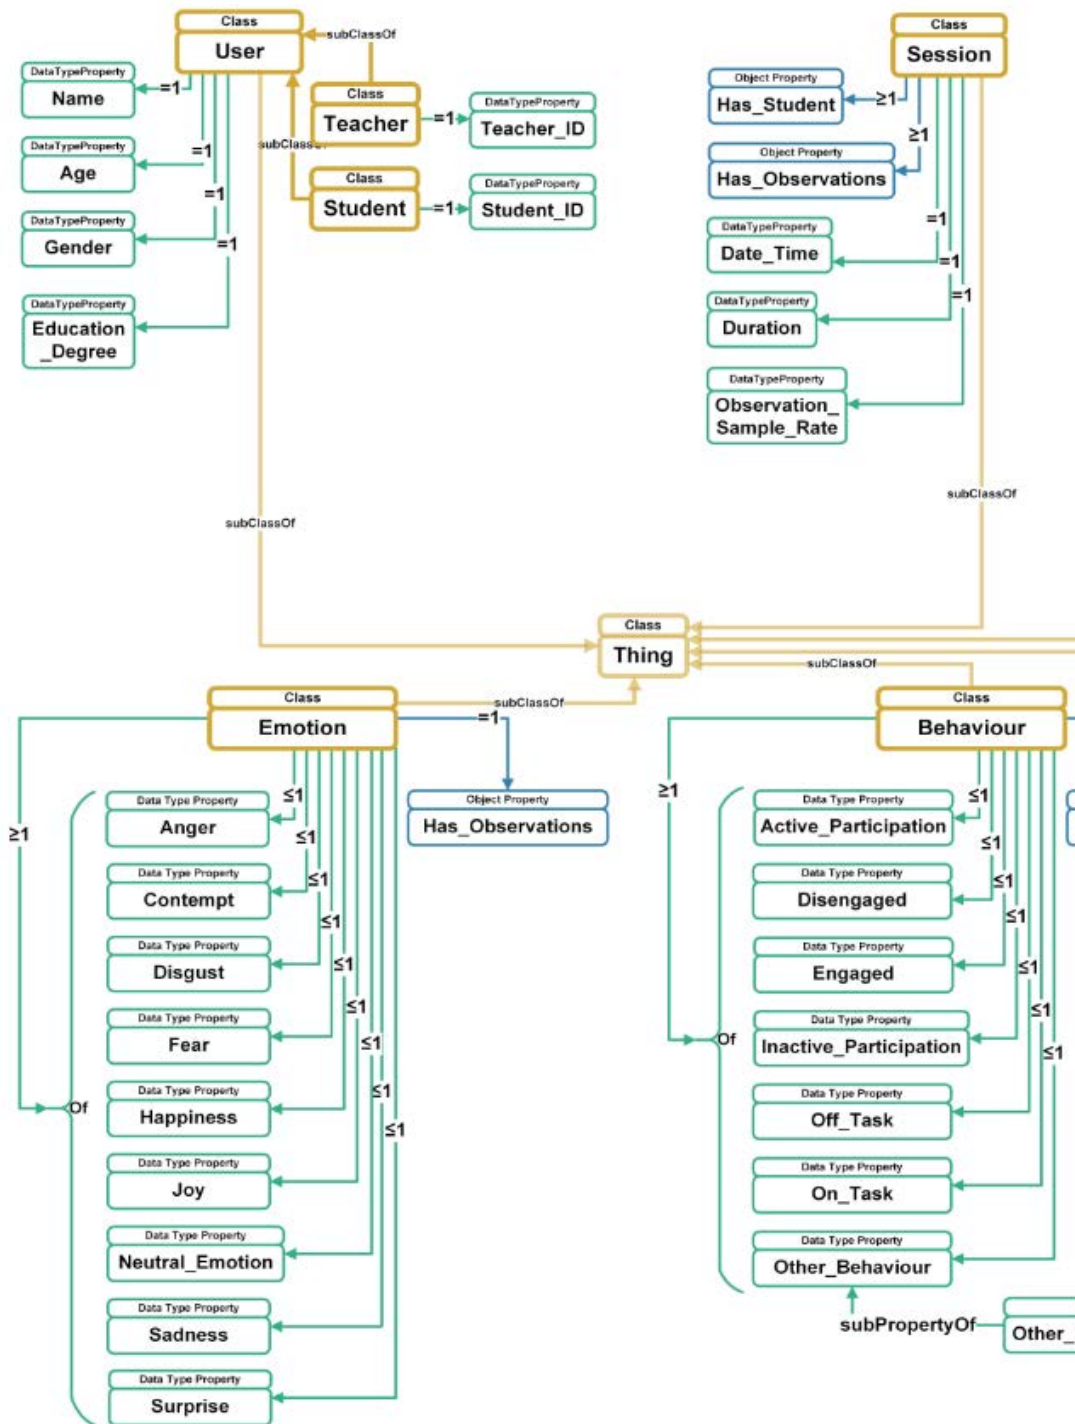 Class
User
subClassOf
DataTypeProperty
Name
=1
Class
Teacher
=1
DataTypeProperty
Teacher_ID
subClassOf
DataTypeProperty
Age
=1
Class
Student
=1
DataTypeProperty
Student_ID
DataTypeProperty
Gender
=1
=1
DataTypeProperty
Education
_Degree
subClassOf
Class
Session
Object Property
Has_Student
≥1
≥1
Object Property
Has_Observations
DataTypeProperty
Date_Time
=1
=1
DataTypeProperty
Duration
=1
DataTypeProperty
Observation_
Sample_Rate
subClassOf
Class
Thing
subClassOf
subClassOf
Class
Emotion
=1
Object Property
Has_Observations
≥1
Of
Data Type Property
Anger
≤1
≤1
Data Type Property
Contempt
≤1
≤1
Data Type Property
Disgust
≤1
≤1
Data Type Property
Fear
≤1
≤1
Data Type Property
Happiness
≤1
Data Type Property
Joy
Data Type Property
Neutral_Emotion
Data Type Property
Sadness
Data Type Property
Surprise
Class
Behaviour
≥1
Of
Data Type Property
Active_Participation
≤1
≤1
Data Type Property
Disengaged
≤1
≤1
Data Type Property
Engaged
≤1
≤1
Data Type Property
Inactive_Participation
≤1
Data Type Property
Off_Task
Data Type Property
On_Task
Data Type Property
Other_Behaviour
subPropertyOf
Other_